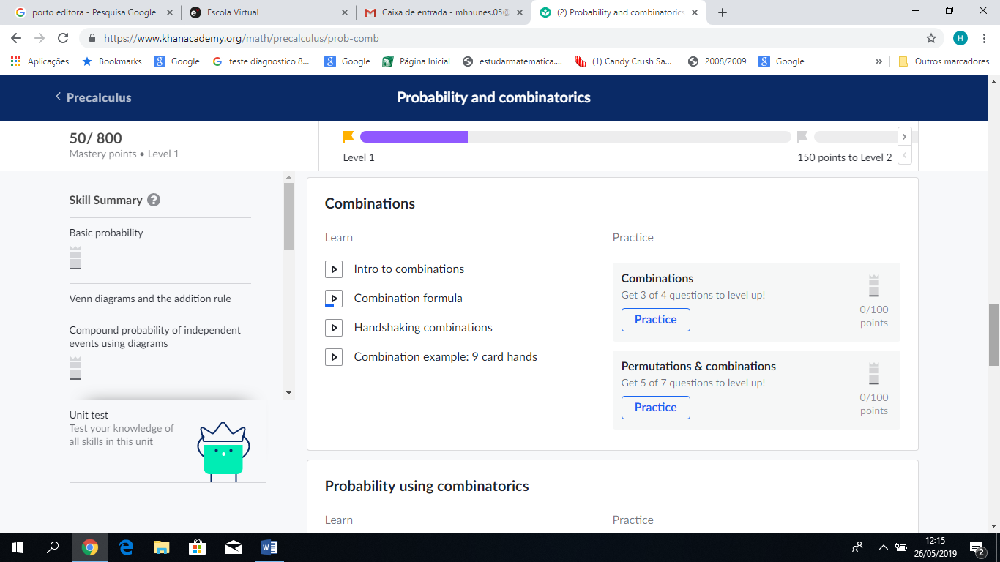 porto editora - Pesquisa Google
Escola Virtual
Caixa de entrada - mhnunes.05@
(2) Probability and combinatorics
https://www.khanacademy.org/math/precalculus/prob-comb
H
Aplicações
Bookmarks
Google
teste diagnostico 8...
Google
Página Inicial
estudarmatematica....
(1) Candy Crush Sa...
2008/2009
Google
»
Outros marcadores
Precalculus
Probability and combinatorics
50/ 800
Mastery points • Level 1
Level 1
150 points to Level 2
Skill Summary ?
Basic probability
Venn diagrams and the addition rule
Compound probability of independent
events using diagrams
Unit test
Test your knowledge of
all skills in this unit
Combinations
Learn
Intro to combinations
Combination formula
Handshaking combinations
Combination example: 9 card hands
Practice
Combinations
Get 3 of 4 questions to level up!
Practice
0/100
points
Permutations & combinations
Get 5 of 7 questions to level up!
Practice
0/100
points
Probability using combinatorics
Learn
Practice
12:15
26/05/2019
2